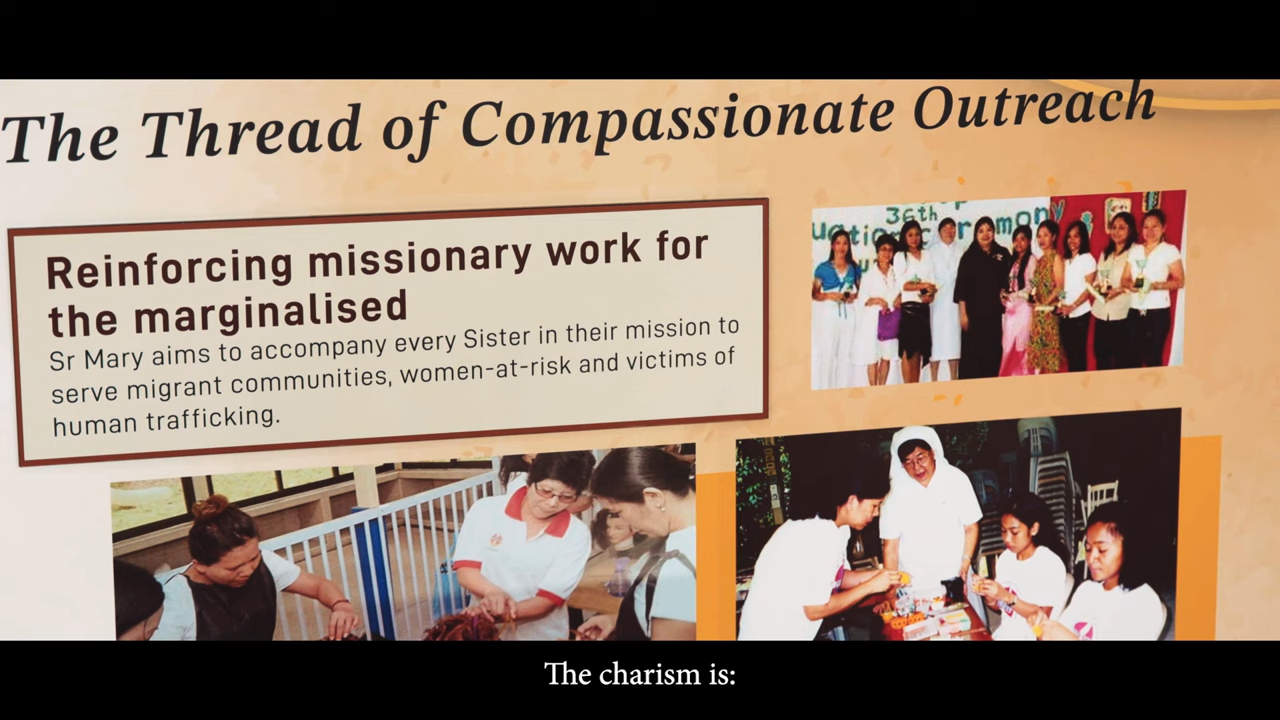 The Thread of Compassionate Outreach
Reinforcing missionary work for
the marginalised
Sr Mary aims to accompany every Sister in their mission to
serve migrant communities, women-at-risk and victims of
human trafficking.
36th
mony
The charism is: